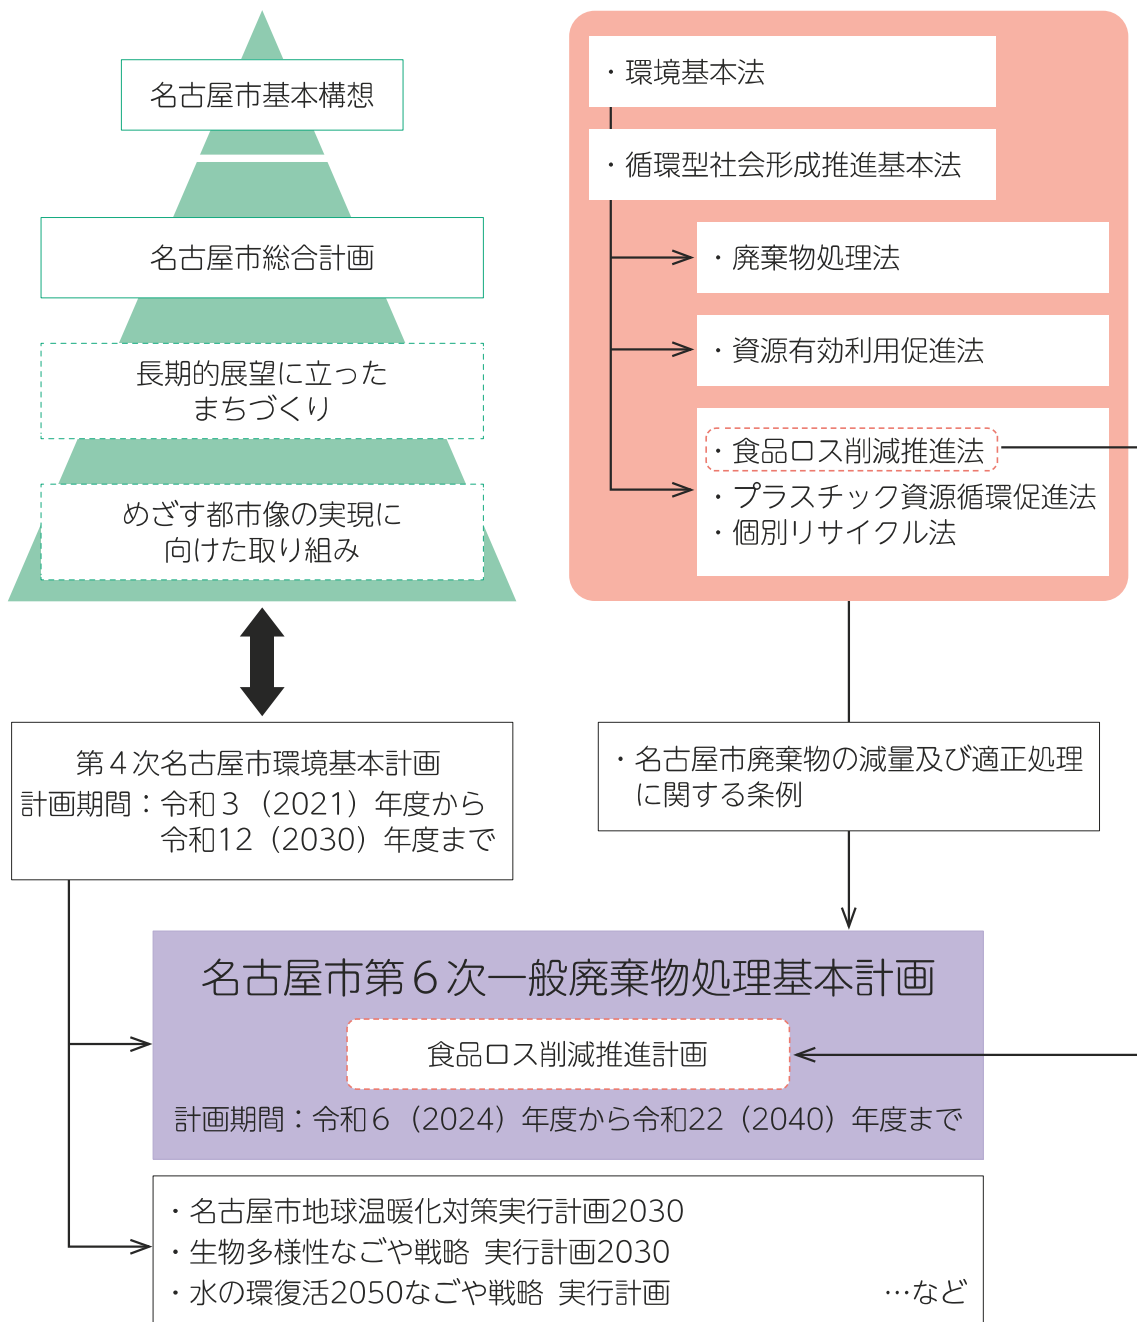 名古屋市基本構想
名古屋市総合計画
長期的展望に立った
まちづくり
めざす都市像の実現に
向けた取り組み
・環境基本法
・循環型社会形成推進基本法
・廃棄物処理法
・資源有効利用促進法
・食品ロス削減推進法
・プラスチック資源循環促進法
・個別リサイクル法
第４次名古屋市環境基本計画
計画期間：令和３（2021）年度から
令和12（2030）年度まで
・名古屋市廃棄物の減量及び適正処理
に関する条例
名古屋市第６次一般廃棄物処理基本計画
食品ロス削減推進計画
計画期間：令和６（2024）年度から令和22（2040）年度まで
・名古屋市地球温暖化対策実行計画2030
・生物多様性なごや戦略 実行計画2030
・水の環復活2050なごや戦略 実行計画 …など